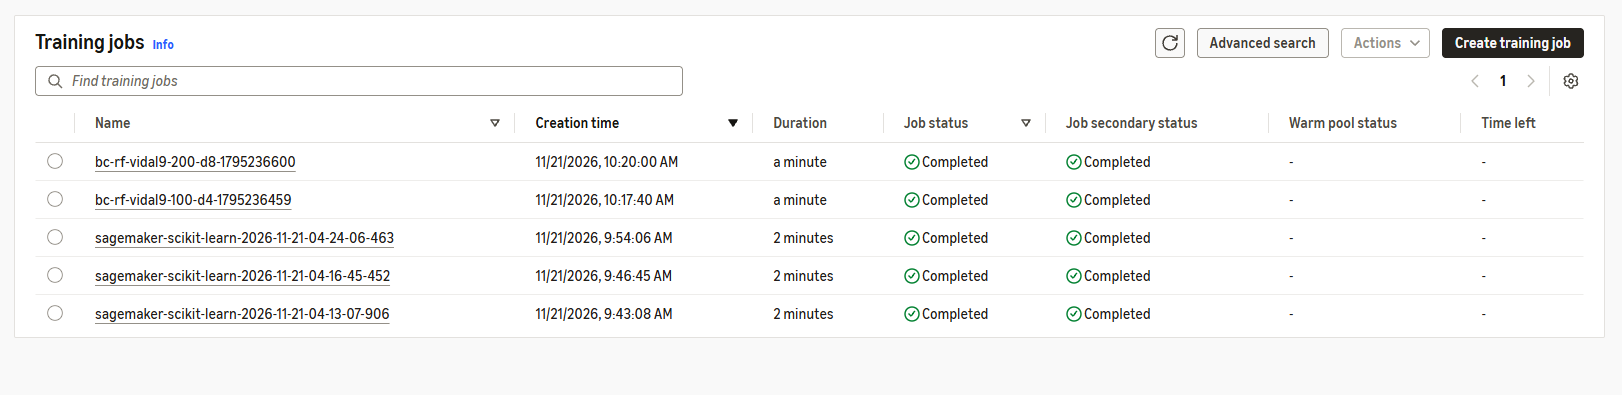 Training jobs Info
Advanced search Actions Create training job
Find training jobs
1
Name Creation time Duration Job status Job secondary status Warm pool status Time left
bc-rf-vidal9-200-d8-1795236600 11/21/2026, 10:20:00 AM a minute Completed Completed - -
bc-rf-vidal9-100-d4-1795236459 11/21/2026, 10:17:40 AM a minute Completed Completed - -
sagemaker-scikit-learn-2026-11-21-04-24-06-463 11/21/2026, 9:54:06 AM 2 minutes Completed Completed - -
sagemaker-scikit-learn-2026-11-21-04-16-45-452 11/21/2026, 9:46:45 AM 2 minutes Completed Completed - -
sagemaker-scikit-learn-2026-11-21-04-13-07-906 11/21/2026, 9:43:08 AM 2 minutes Completed Completed - -